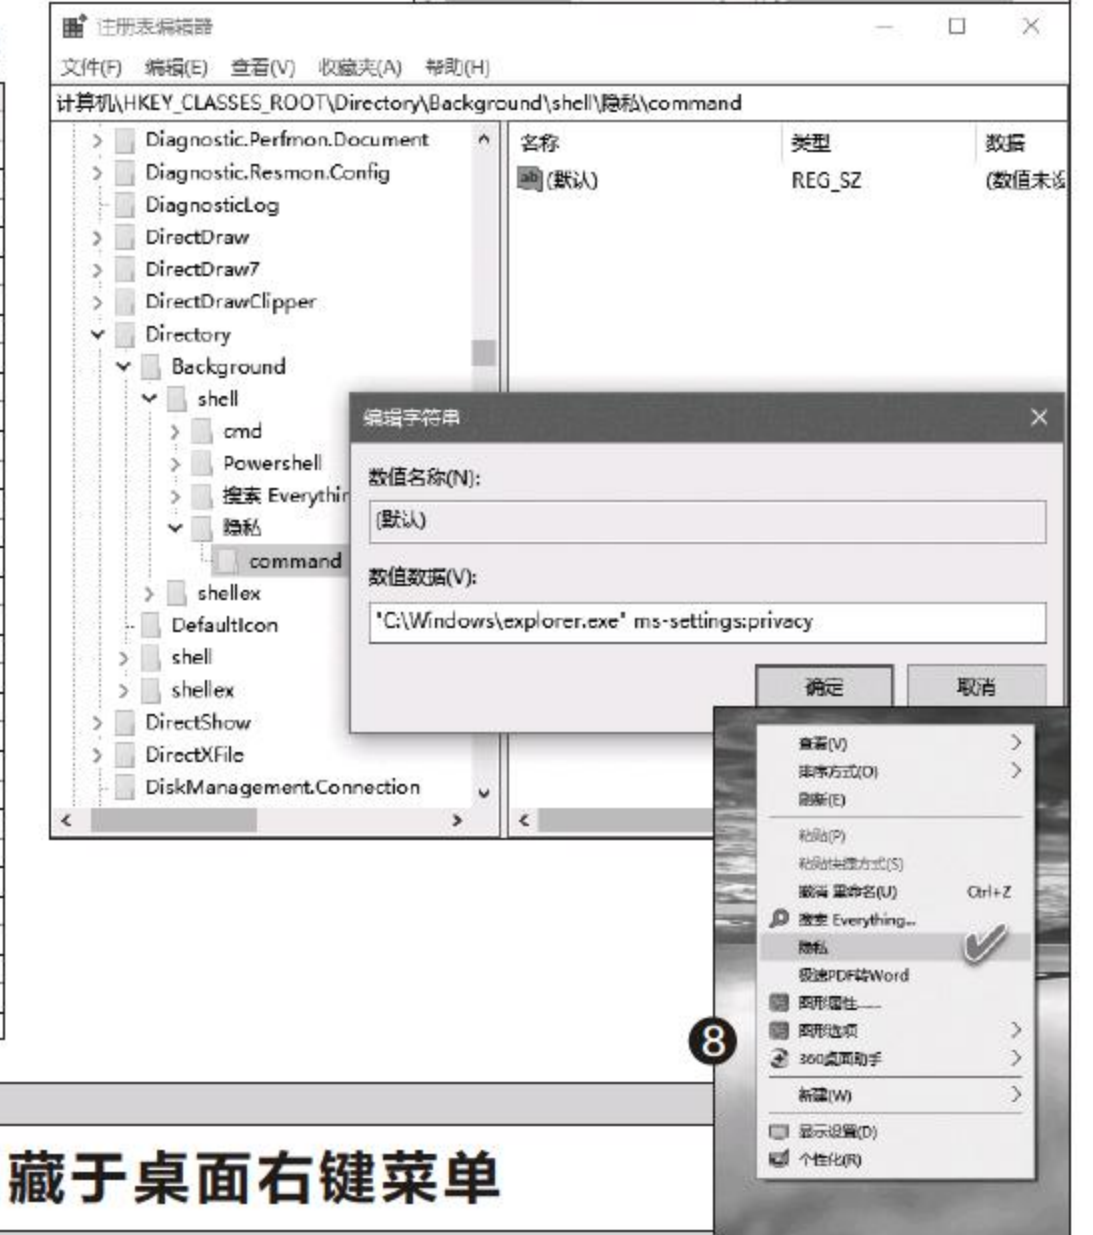 注册表编辑器
文件(F) 编辑(E) 查看(V) 收藏夹(A) 帮助(H)
计算机\HKEY_CLASSES_ROOT\Directory\Background\shell\隐私\command
Diagnostic.Perfmon.Document
Diagnostic.Resmon.Config
DiagnosticLog
DirectDraw
DirectDraw7
DirectDrawClipper
Directory
Background
shell
cmd
Powershell
搜索 Everythin
隐私
command
shellex
DefaultIcon
shell
shellex
DirectShow
DirectXFile
DiskManagement.Connection
名称 类型 数据
ab (默认) REG_SZ (数值未设
编辑字符串
数值名称(N):
(默认)
数值数据(V):
"C:\Windows\explorer.exe" ms-settings:privacy
确定 取消
查看(V)
排序方式(O)
刷新(E)
粘贴(P)
粘贴快捷方式(S)
撤消 重命名(U) Ctrl+Z
搜索 Everything...
隐私
极速PDF转Word
图形属性......
图形选项
360桌面助手
新建(W)
显示设置(D)
个性化(R)
8
藏于桌面右键菜单